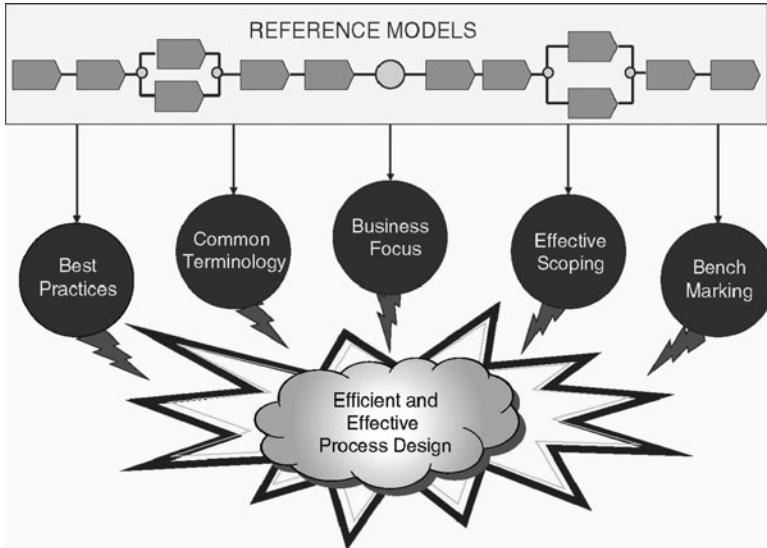 REFERENCE MODELS
Best
Practices
Common
Terminology
Business
Focus
Effective
Scoping
Bench
Marking
Efficient and
Effective
Process Design